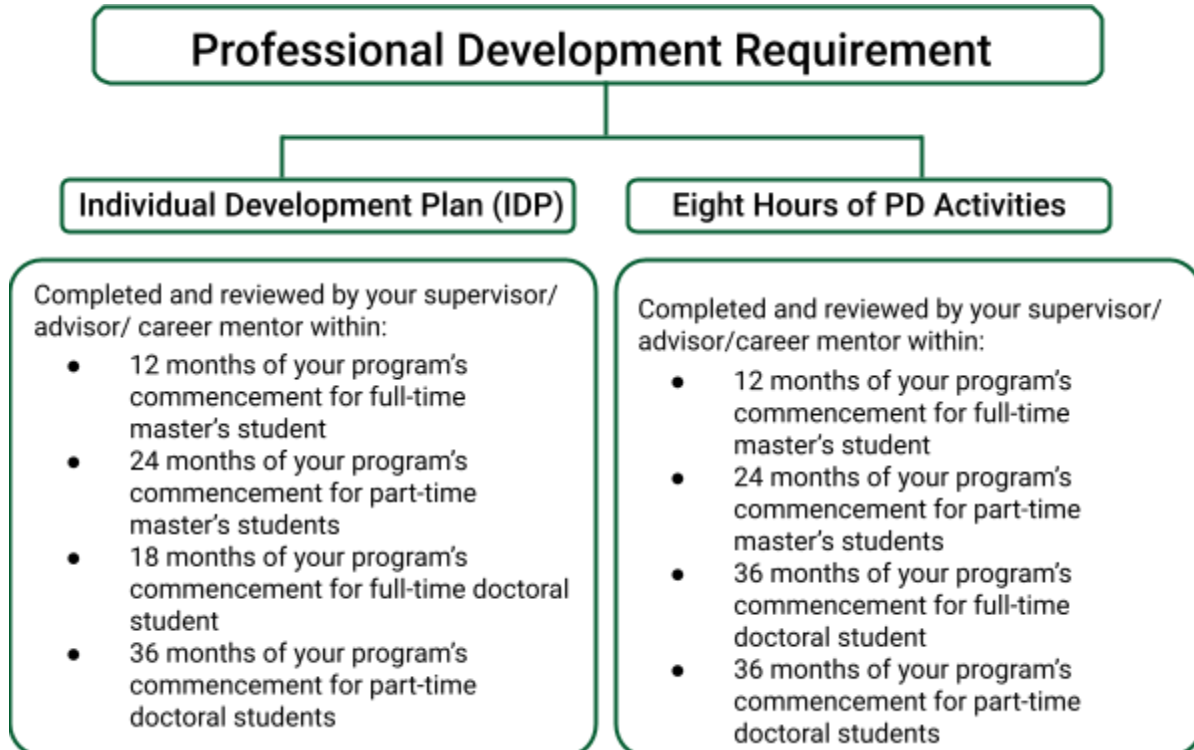 Professional Development Requirement
Individual Development Plan (IDP)
Eight Hours of PD Activities
Completed and reviewed by your supervisor/
advisor/ career mentor within:
● 12 months of your program's
commencement for full-time
master's student
● 24 months of your program's
commencement for part-time
master's students
● 18 months of your program's
commencement for full-time doctoral
student
● 36 months of your program's
commencement for part-time
doctoral students
Completed and reviewed by your supervisor/
advisor/career mentor within:
● 12 months of your program's
commencement for full-time
master's student
● 24 months of your program's
commencement for part-time
master's students
● 36 months of your program's
commencement for full-time
doctoral student
● 36 months of your program's
commencement for part-time
doctoral students